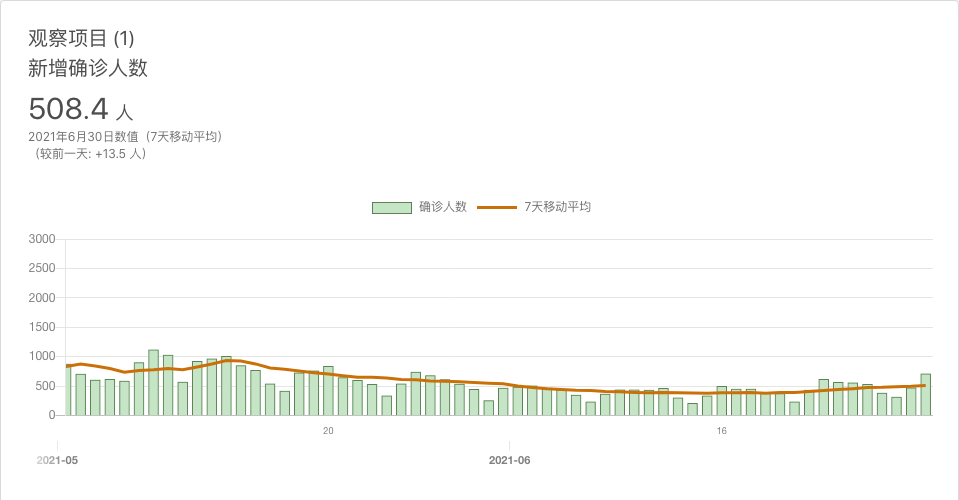 观察项目 (1)
新增确诊人数
508.4 人
2021年6月30日数值（7天移动平均）
（较前一天: +13.5 人）
确诊人数 7天移动平均
3000
2500
2000
1500
1000
500
0
20 16
2021-05 2021-06